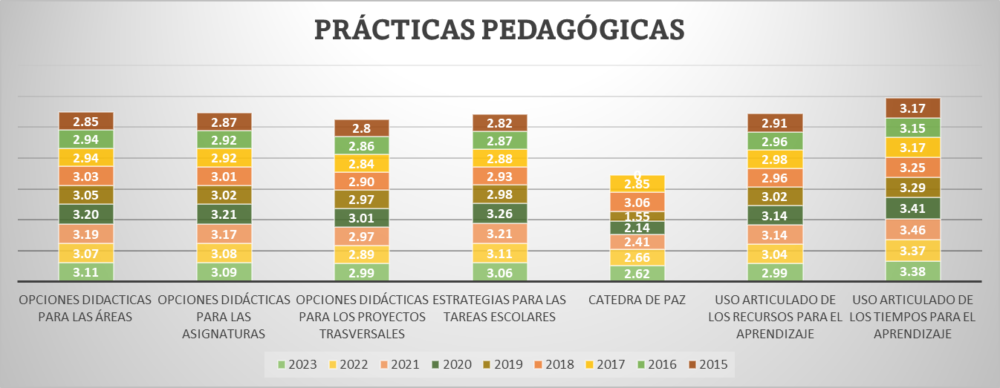 PRÁCTICAS PEDAGÓGICAS
2.85 2.87 2.8 2.82 2.91 3.17
2.94 2.92 2.86 2.87 2.96 3.15
2.94 2.92 2.84 2.88 0 2.98 3.17
2.85
3.03 3.01 2.90 2.93 3.06 2.96 3.25
3.05 3.02 2.97 2.98 1.55 3.02 3.29
3.20 3.21 3.01 3.26 2.14 3.14 3.41
3.19 3.17 2.97 3.21 2.41 3.14 3.46
3.07 3.08 2.89 3.11 2.66 3.04 3.37
3.11 3.09 2.99 3.06 2.62 2.99 3.38
OPCIONES DIDACTICAS
PARA LAS ÁREAS
OPCIONES DIDÁCTICAS
PARA LAS
ASIGNATURAS
OPCIONES DIDÁCTICAS
PARA LOS PROYECTOS
TRASVERSALES
ESTRATEGIAS PARA LAS
TAREAS ESCOLARES
CATEDRA DE PAZ
USO ARTICULADO DE
LOS RECURSOS PARA EL
APRENDIZAJE
USO ARTICULADO DE
LOS TIEMPOS PARA EL
APRENDIZAJE
2023 2022 2021 2020 2019 2018 2017 2016 2015